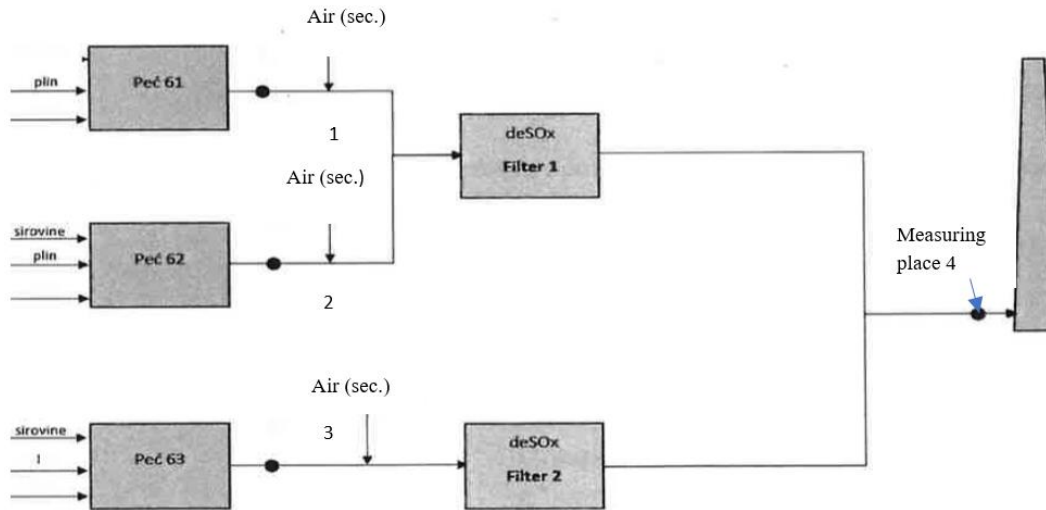 Air (sec.)
plin
Peć 61
1
deSOx
Filter 1
Air (sec.)
sirovine
plin
Peć 62
2
Measuring
place 4
Air (sec.)
sirovine
I
Peć 63
3
deSOx
Filter 2